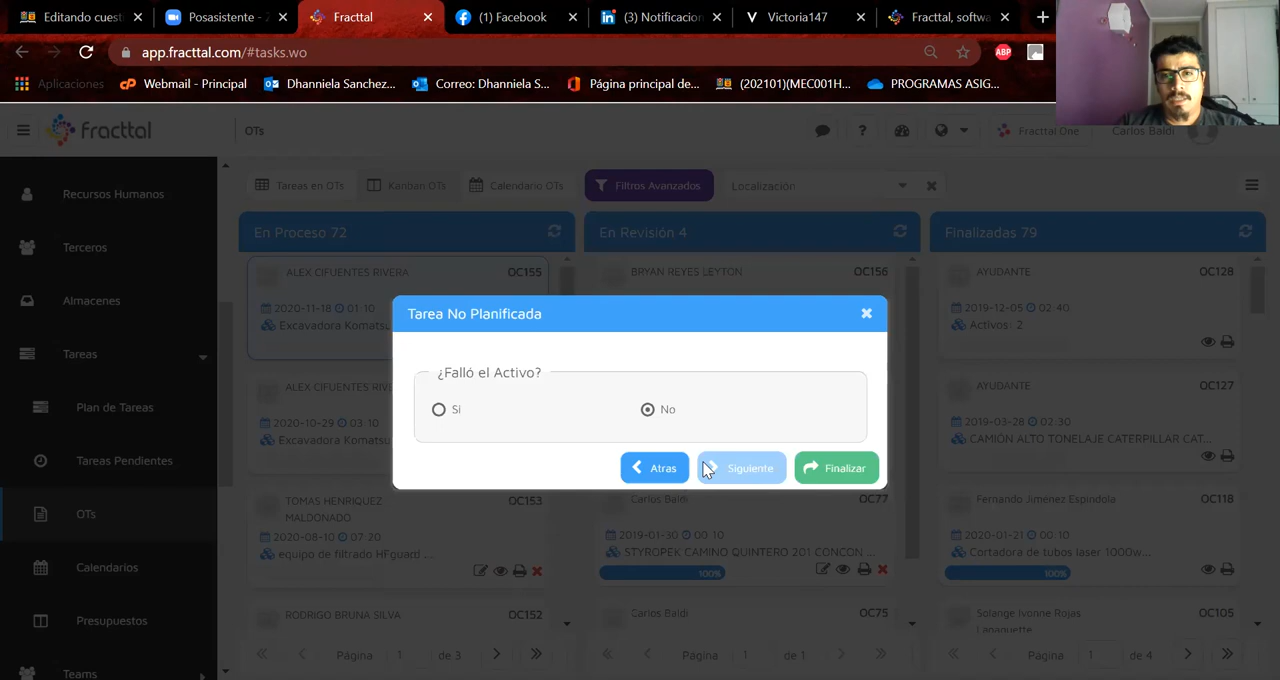 Editando cuest
Posasistente - Z
Fracttal
(1) Facebook
(3) Notificacion
Victoria147
Fracttal, softwa
app.fracttal.com/#tasks.wo
ABP
Aplicaciones
Webmail - Principal
Dhanniela Sanchez...
Correo: Dhanniela S...
Página principal de...
(202101)(MEC001H...
PROGRAMAS ASIG...
fracttal
OTs
Fracttal One
Carlos Baldi
Recursos Humanos
Terceros
Almacenes
Tareas
Plan de Tareas
Tareas Pendientes
OTs
Calendarios
Presupuestos
Teams
Tareas en OTs
Kanban OTs
Calendario OTs
Filtros Avanzados
Localización
En Proceso 72
En Revisión 4
Finalizadas 79
ALEX CIFUENTES RIVERA
OC155
2020-11-18 01:10
Excavadora Komatsu
ALEX CIFUENTES RIVE
2020-10-29 03:10
Excavadora Komatsu
TOMAS HENRIQUEZ
MALDONADO
OC153
2020-08-10 07:20
equipo de filtrado HFguard ...
RODRIGO BRUNA SILVA
OC152
Página 1 de 3
BRYAN REYES LEYTON
OC156
Carlos Baldi
OC77
2019-01-30 00:10
STYROPEK CAMINO QUINTERO 201 CONCON ...
100%
Carlos Baldi
OC75
Página 1 de 1
AYUDANTE
OC128
2019-12-05 02:40
Activos: 2
AYUDANTE
OC127
2019-03-28 02:30
CAMIÓN ALTO TONELAJE CATERPILLAR CAT...
Fernando Jimenez Espindola
OC118
2020-01-21 00:10
Cortadora de tubos laser 1000w...
100%
Solange Ivonne Rojas
Lapaquette
OC105
Página 1 de 4
Tarea No Planificada
¿Falló el Activo?
Si
No
Atras
Siguiente
Finalizar